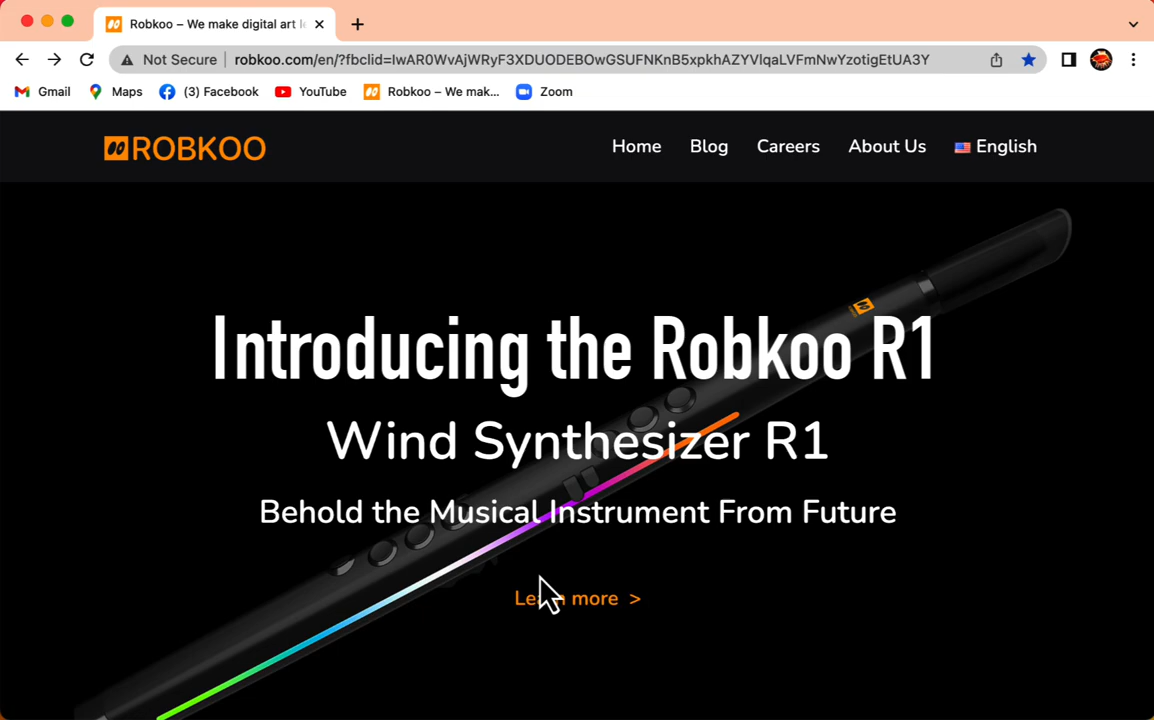 Robkoo – We make digital art le
Not Secure
robkoo.com/en/?fbclid=IwAR0WvAjWRyF3XDUODEBOwGSUFNKnB5xpkhAZYVlqaLVFmNwYzotigEtUA3Y
Gmail
Maps
(3) Facebook
YouTube
Robkoo – We mak...
Zoom
ROBKOO
Home
Blog
Careers
About Us
English
Introducing the Robkoo R1
Wind Synthesizer R1
Behold the Musical Instrument From Future
Learn more >